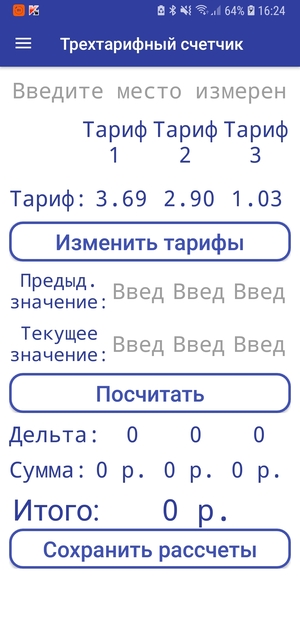 64% 16:24
Трехтарифный счетчик
Введите место измерен
Тариф Тариф Тариф
1 2 3
Тариф: 3.69 2.90 1.03
Изменить тарифы
Предыд.
значение: Введ Введ Введ
Текущее
значение: Введ Введ Введ
Посчитать
Дельта: 0 0 0
Сумма: 0 р. 0 р. 0 р.
Итого: 0 р.
Сохранить рассчеты